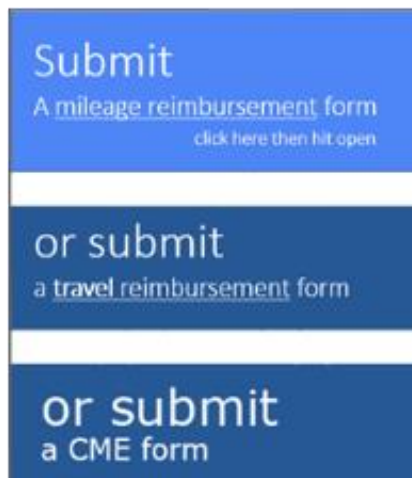 Submit
A mileage reimbursement form
click here then hit open
or submit
a travel reimbursement form
or submit
a CME form